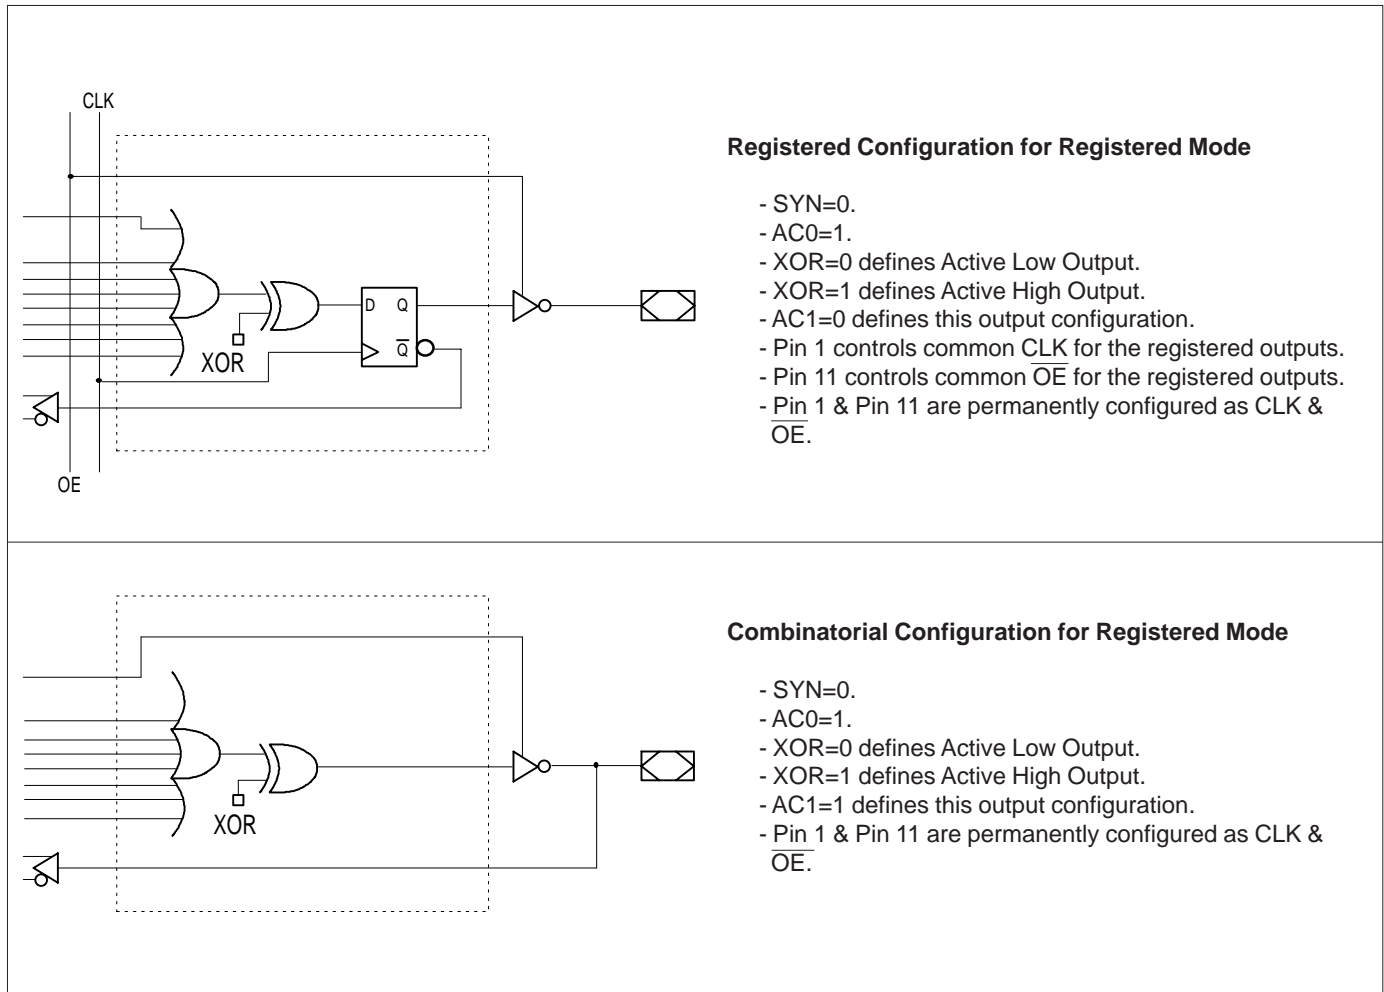 CLK
D Q
Q̅
XOR
OE
Registered Configuration for Registered Mode
- SYN=0.
- AC0=1.
- XOR=0 defines Active Low Output.
- XOR=1 defines Active High Output.
- AC1=0 defines this output configuration.
- Pin 1 controls common CLK for the registered outputs.
- Pin 11 controls common O̅E̅ for the registered outputs.
- Pin 1 & Pin 11 are permanently configured as CLK &
O̅E̅.
XOR
Combinatorial Configuration for Registered Mode
- SYN=0.
- AC0=1.
- XOR=0 defines Active Low Output.
- XOR=1 defines Active High Output.
- AC1=1 defines this output configuration.
- Pin 1 & Pin 11 are permanently configured as CLK &
O̅E̅.